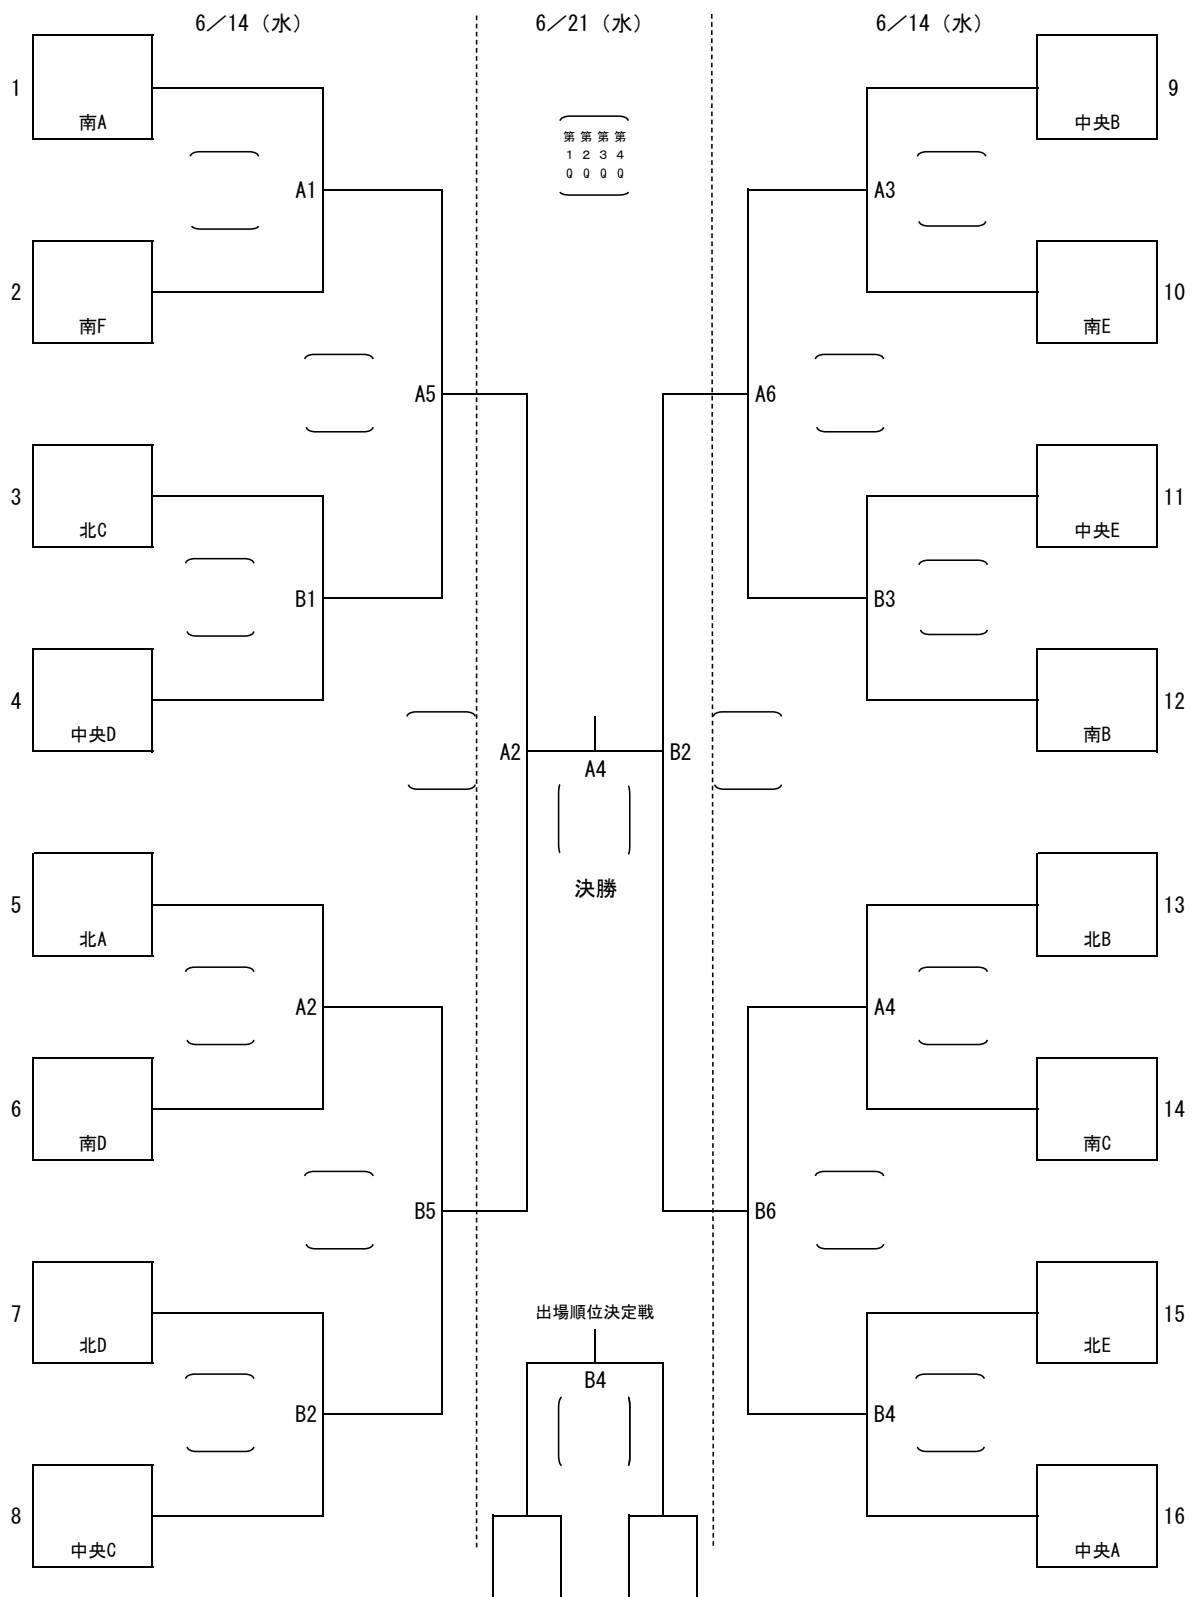 6／14（水）
6／21（水）
6／14（水）
1
南A
A1
2
南F
A5
3
北C
B1
4
中央D
A2
5
北A
A2
6
南D
B5
7
北D
B2
8
中央C
第 第 第 第
1 2 3 4
Q Q Q Q
A4
決勝
出場順位決定戦
B4
9
中央B
A3
10
南E
A6
11
中央E
B3
12
南B
B2
13
北B
A4
14
南C
B6
15
北E
B4
16
中央A